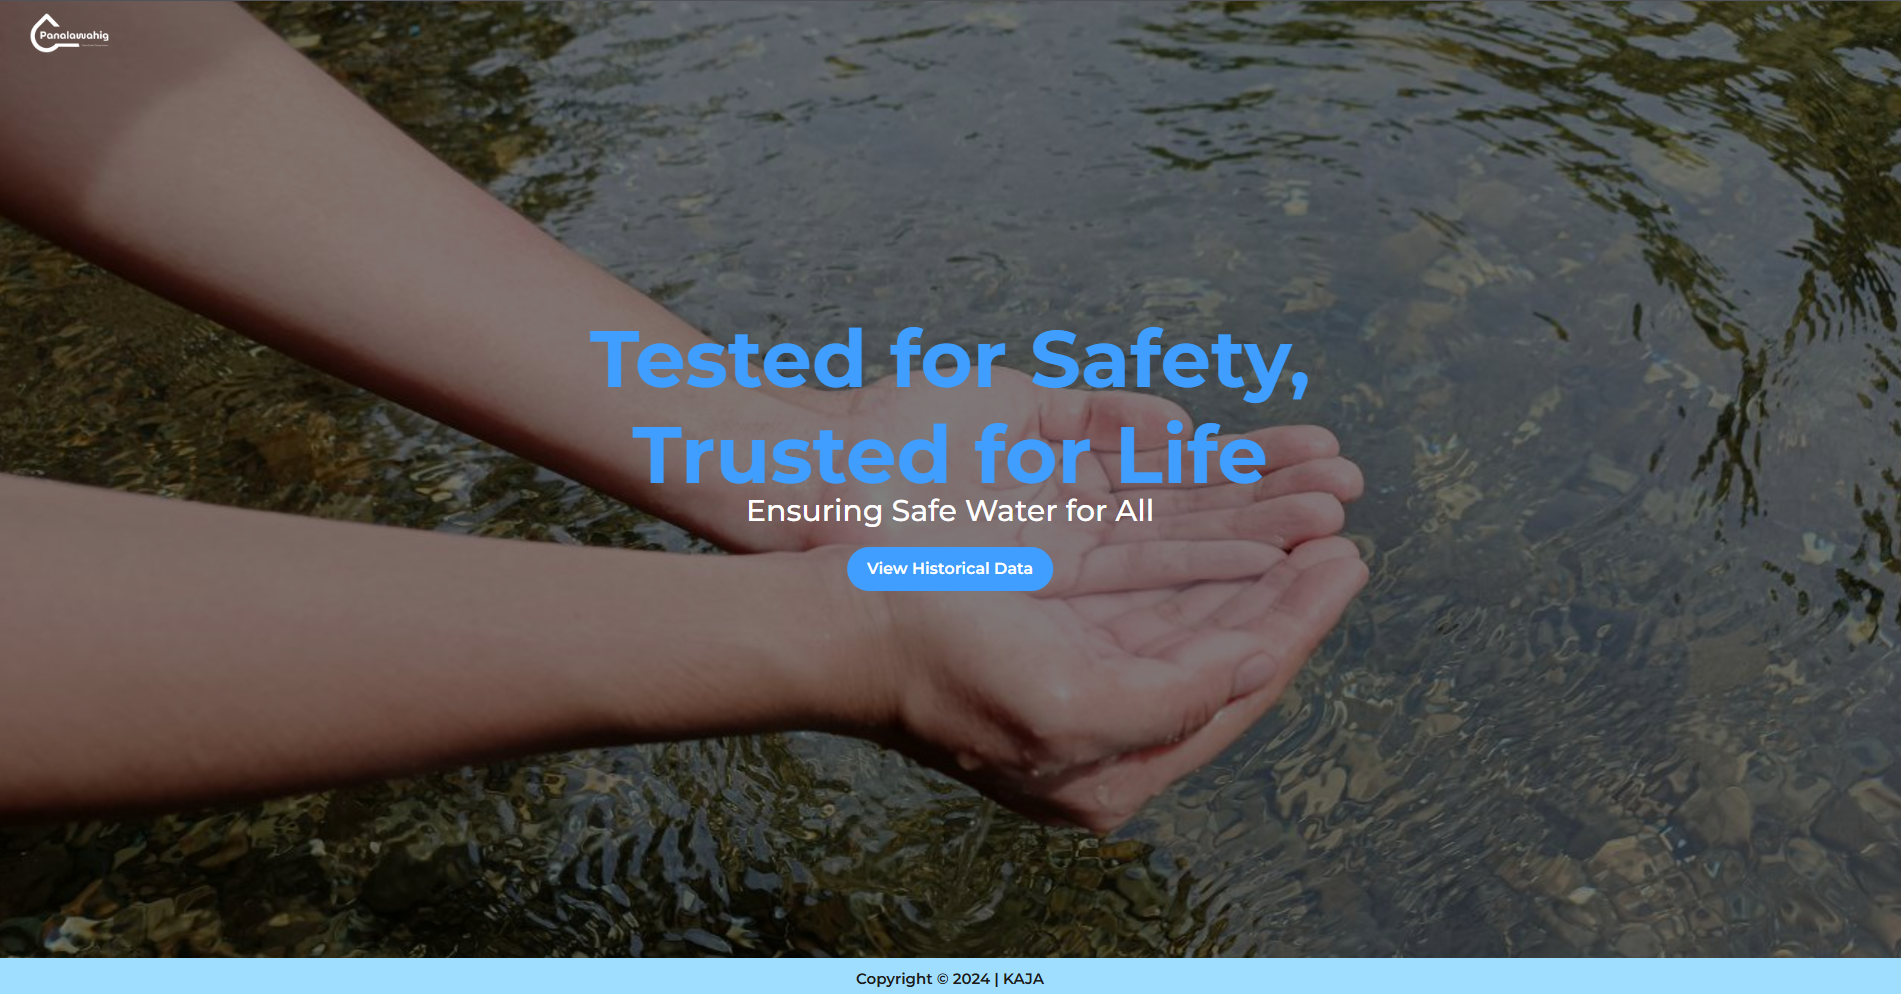 Panalawahig
Tested for Safety,
Trusted for Life
Ensuring Safe Water for All
View Historical Data
Copyright © 2024 | KAJA